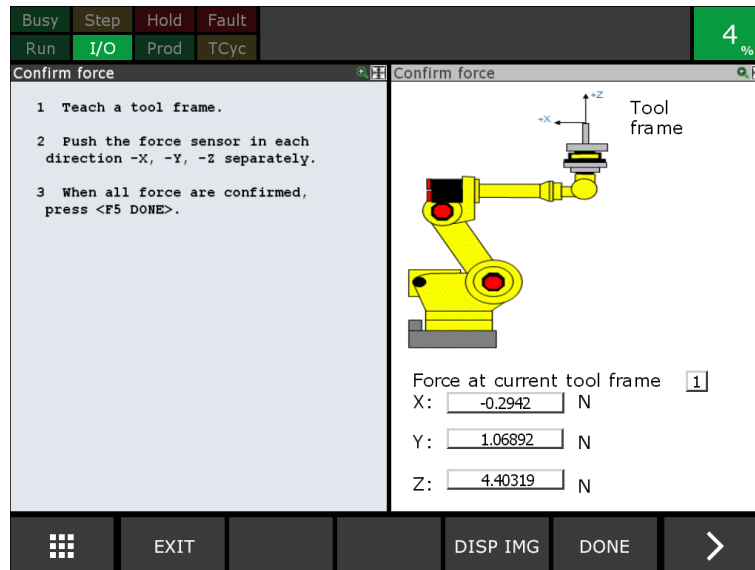 Busy Step Hold Fault
Run I/O Prod TCyc
4
%
Confirm force
1 Teach a tool frame.
2 Push the force sensor in each
direction -X, -Y, -Z separately.
3 When all force are confirmed,
press <F5 DONE>.
Confirm force
+Z
+X
Tool
frame
Force at current tool frame 1
X: -0.2942 N
Y: 1.06892 N
Z: 4.40319 N
EXIT DISP IMG DONE